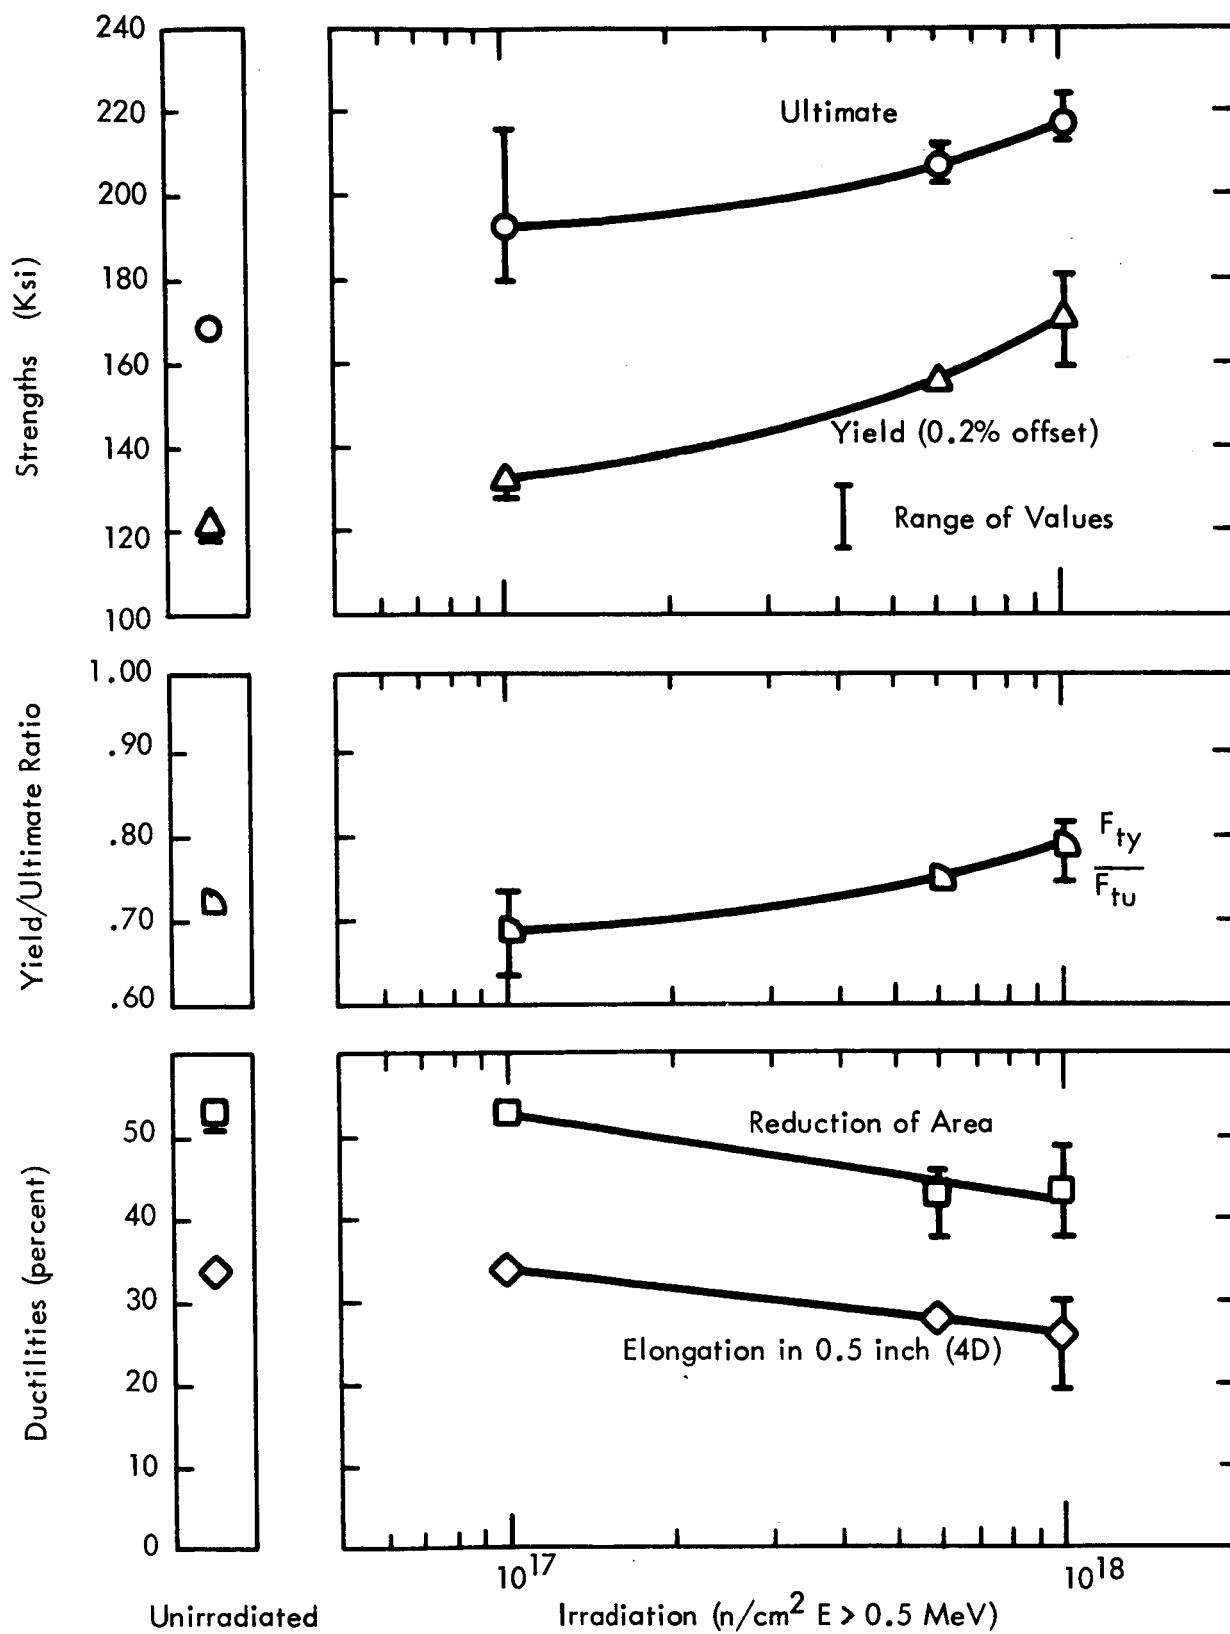 240
220
200
180
160
140
120
100
Strengths (Ksi)
Ultimate
Yield (0.2% offset)
Range of Values
1.00
.90
.80
.70
.60
Yield/Ultimate Ratio
F_ty
F_tu
50
40
30
20
10
0
Ductilities (percent)
Reduction of Area
Elongation in 0.5 inch (4D)
10^17
10^18
Unirradiated
Irradiation (n/cm² E > 0.5 MeV)